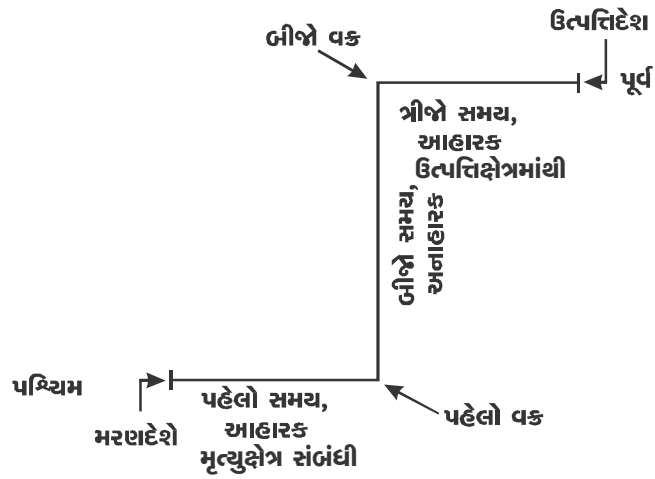 ઉત્પત્તિદેશ
બીજો વક્ર
પૂર્વ
ત્રીજો સમય,
આહારક
ઉત્પત્તિક્ષેત્રમાંથી
બીજો સમય,
અનાહારક
પશ્ચિમ
મરણદેશે
પહેલો સમય,
આહારક
મૃત્યુક્ષેત્ર સંબંધી
પહેલો વક્ર